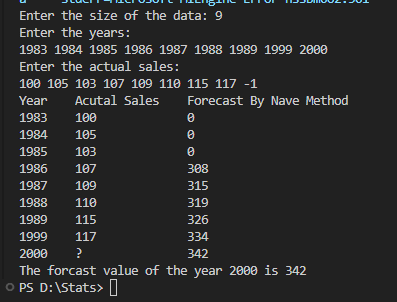 Enter the size of the data: 9
Enter the years:
1983 1984 1985 1986 1987 1988 1989 1999 2000
Enter the actual sales:
100 105 103 107 109 110 115 117 -1
Year Acutal Sales Forecast By Nave Method
1983 100 0
1984 105 0
1985 103 0
1986 107 308
1987 109 315
1988 110 319
1989 115 326
1999 117 334
2000 ? 342
The forcast value of the year 2000 is 342
PS D:\Stats>